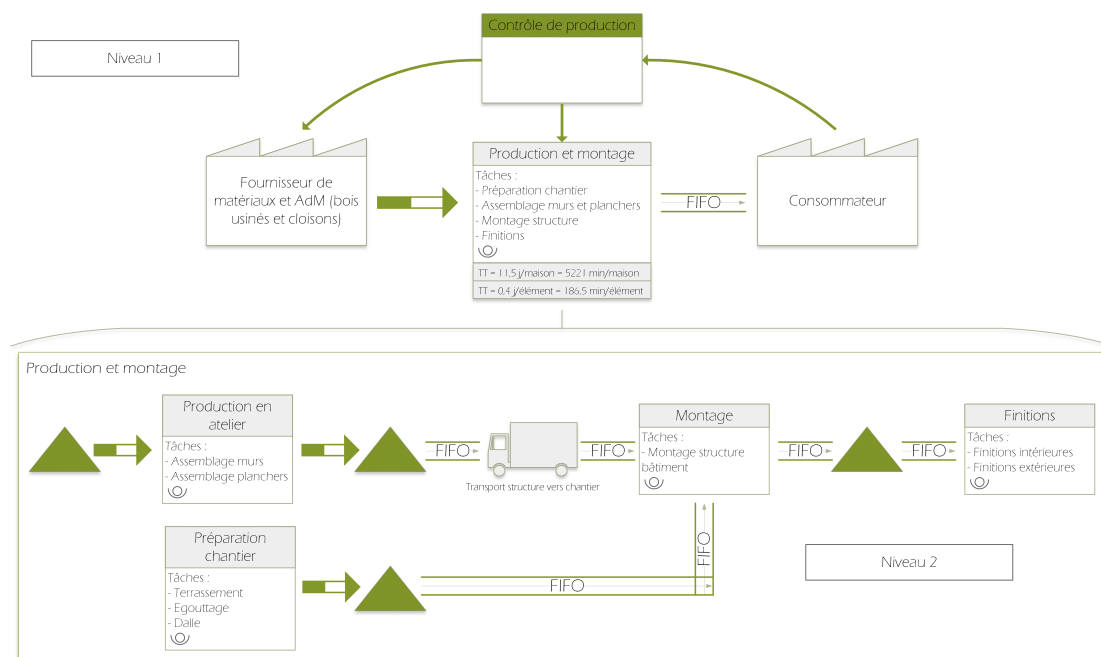 Contrôle de production
Niveau 1
Fournisseur de
matériaux et AdM (bois
usinés et cloisons)
Production et montage
Tâches :
- Préparation chantier
- Assemblage murs et planchers
- Montage structure
- Finitions
TT = 11,5 j/maison = 5221 min/maison
TT = 0,4 j/élément = 186,5 min/élément
FIFO
Consommateur
Production et montage
Production en
atelier
Tâches :
- Assemblage murs
- Assemblage planchers
FIFO
Transport structure vers chantier
FIFO
Montage
Tâches :
- Montage structure
bâtiment
FIFO
FIFO
Finitions
Tâches :
- Finitions intérieures
- Finitions extérieures
Préparation
chantier
Tâches :
- Terrassement
- Egouttage
- Dalle
FIFO
FIFO
Niveau 2